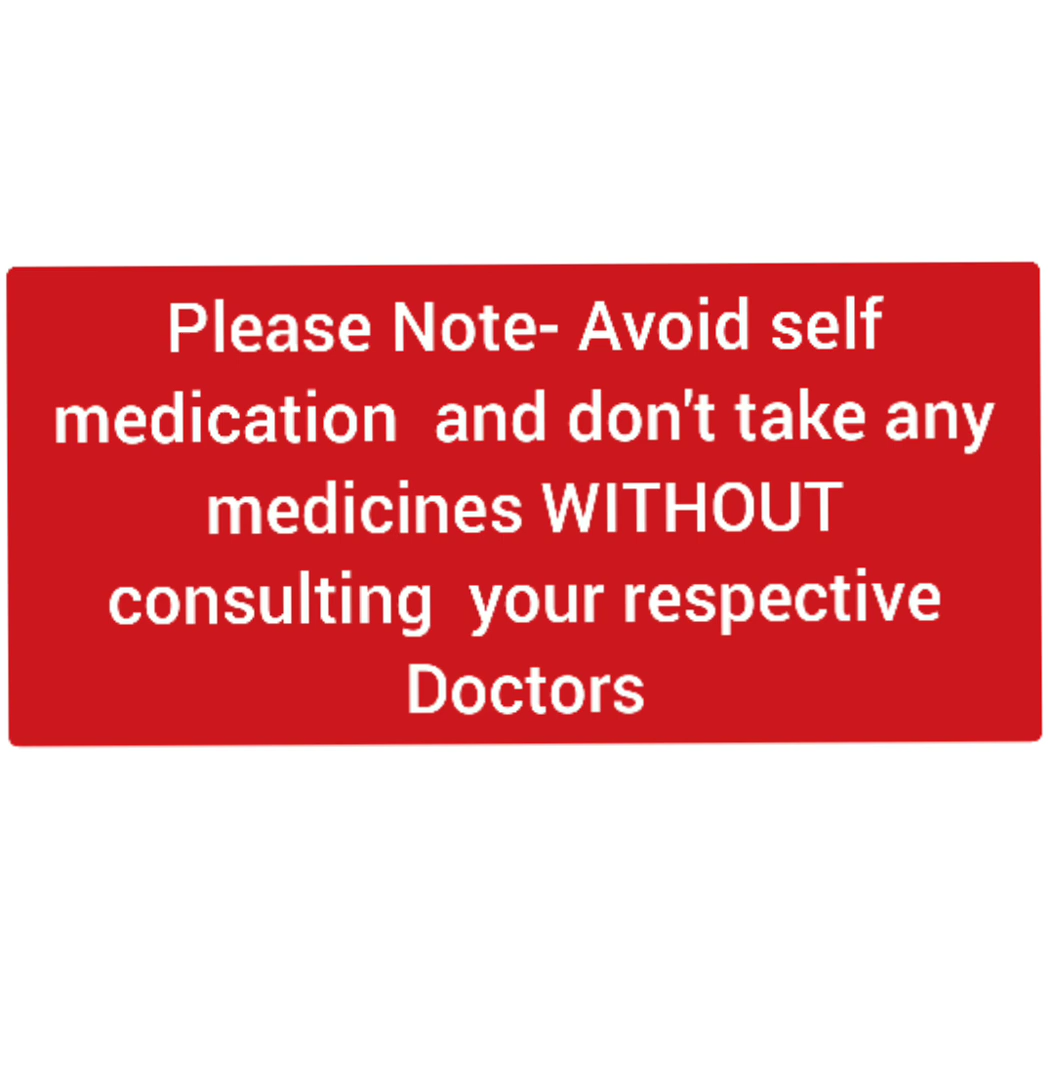 Please Note- Avoid self
medication  and don't take any
medicines WITHOUT
consulting  your respective
Doctors